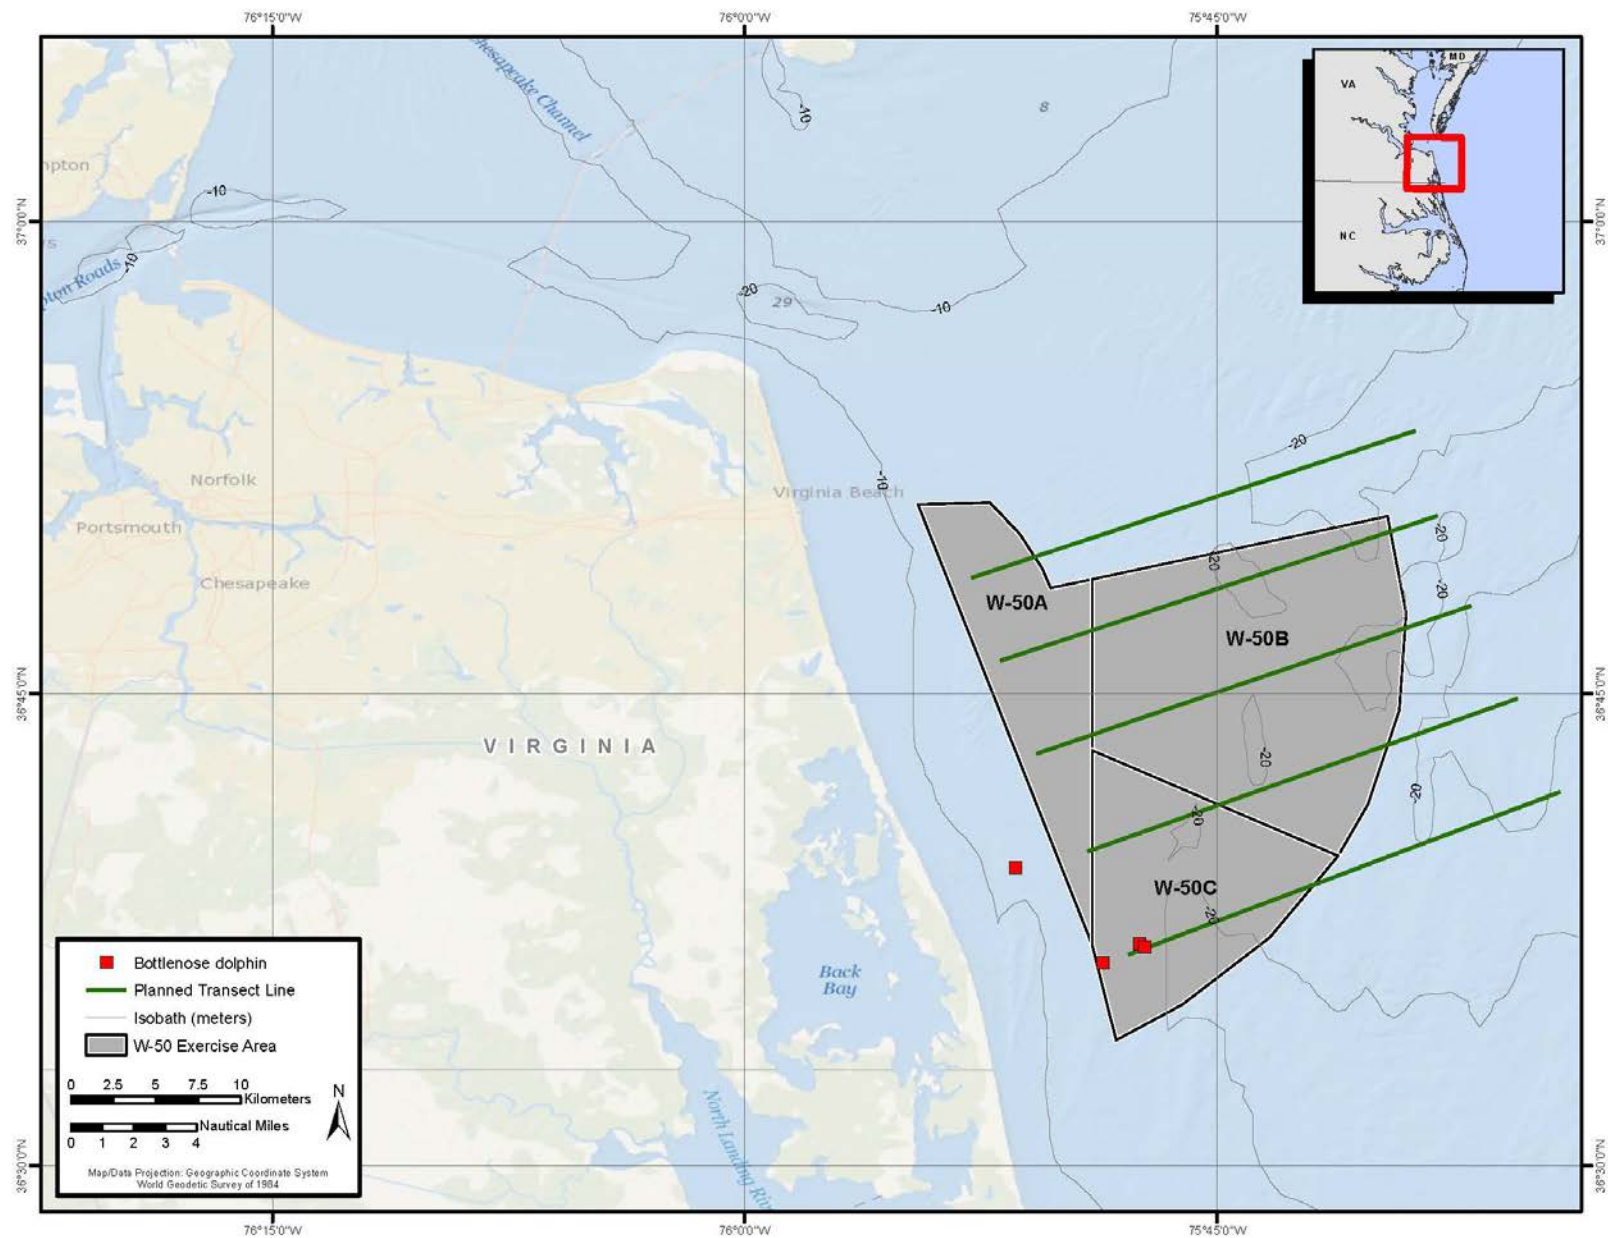 76°15'0"W
76°0'0"W
75°45'0"W
Chesapeake Channel
-10
8
VA
MD
NC
37°0'0"N
37°0'0"N
-10
-10
-20
29
-10
-20
-10
Norfolk
Portsmouth
Chesapeake
Virginia Beach
W-50A
W-50B
-20
-20
-20
36°45'0"N
36°45'0"N
VIRGINIA
-20
-20
-20
W-50C
-20
Back
Bay
North Landing
Bottlenose dolphin
Planned Transect Line
Isobath (meters)
W-50 Exercise Area
0 2.5 5 7.5 10
Kilometers
N
Nautical Miles
0 1 2 3 4
Map/Data Projection: Geographic Coordinate System
World Geodetic Survey of 1984
36°30'0"N
36°30'0"N
76°15'0"W
76°0'0"W
75°45'0"W